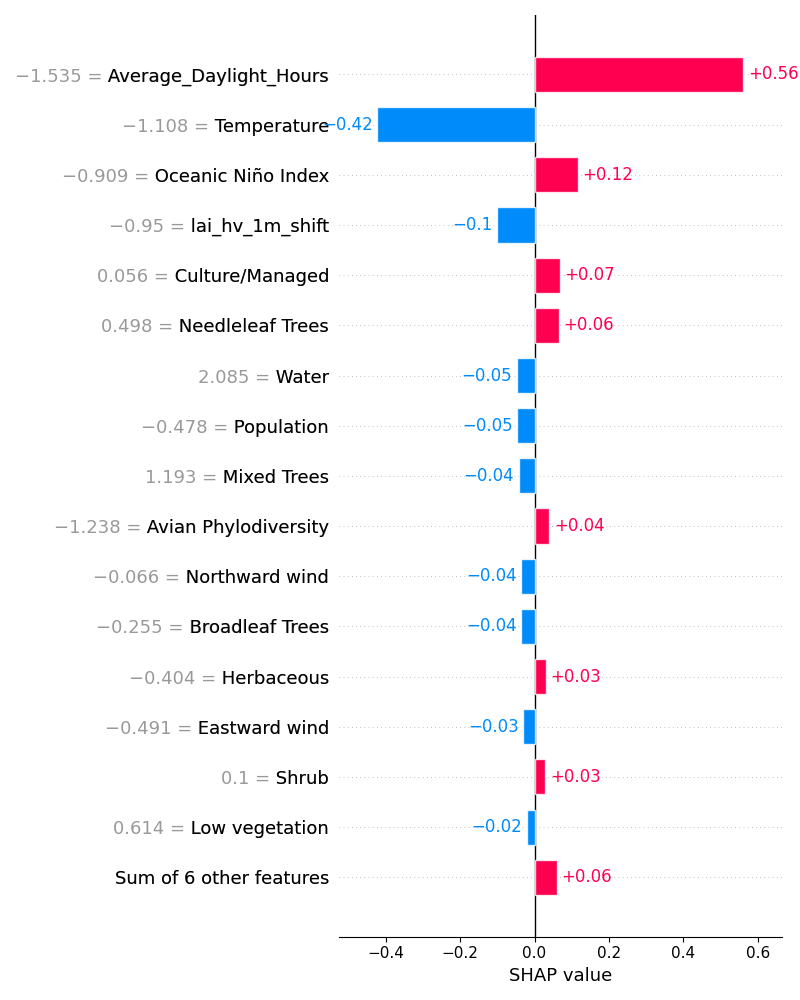 −1.535 = Average_Daylight_Hours +0.56
−1.108 = Temperature −0.42
−0.909 = Oceanic Niño Index +0.12
−0.95 = lai_hv_1m_shift −0.1
0.056 = Culture/Managed +0.07
0.498 = Needleleaf Trees +0.06
2.085 = Water −0.05
−0.478 = Population −0.05
1.193 = Mixed Trees −0.04
−1.238 = Avian Phylodiversity +0.04
−0.066 = Northward wind −0.04
−0.255 = Broadleaf Trees −0.04
−0.404 = Herbaceous +0.03
−0.491 = Eastward wind −0.03
0.1 = Shrub +0.03
0.614 = Low vegetation −0.02
Sum of 6 other features +0.06
−0.4 −0.2 0.0 0.2 0.4 0.6
SHAP value